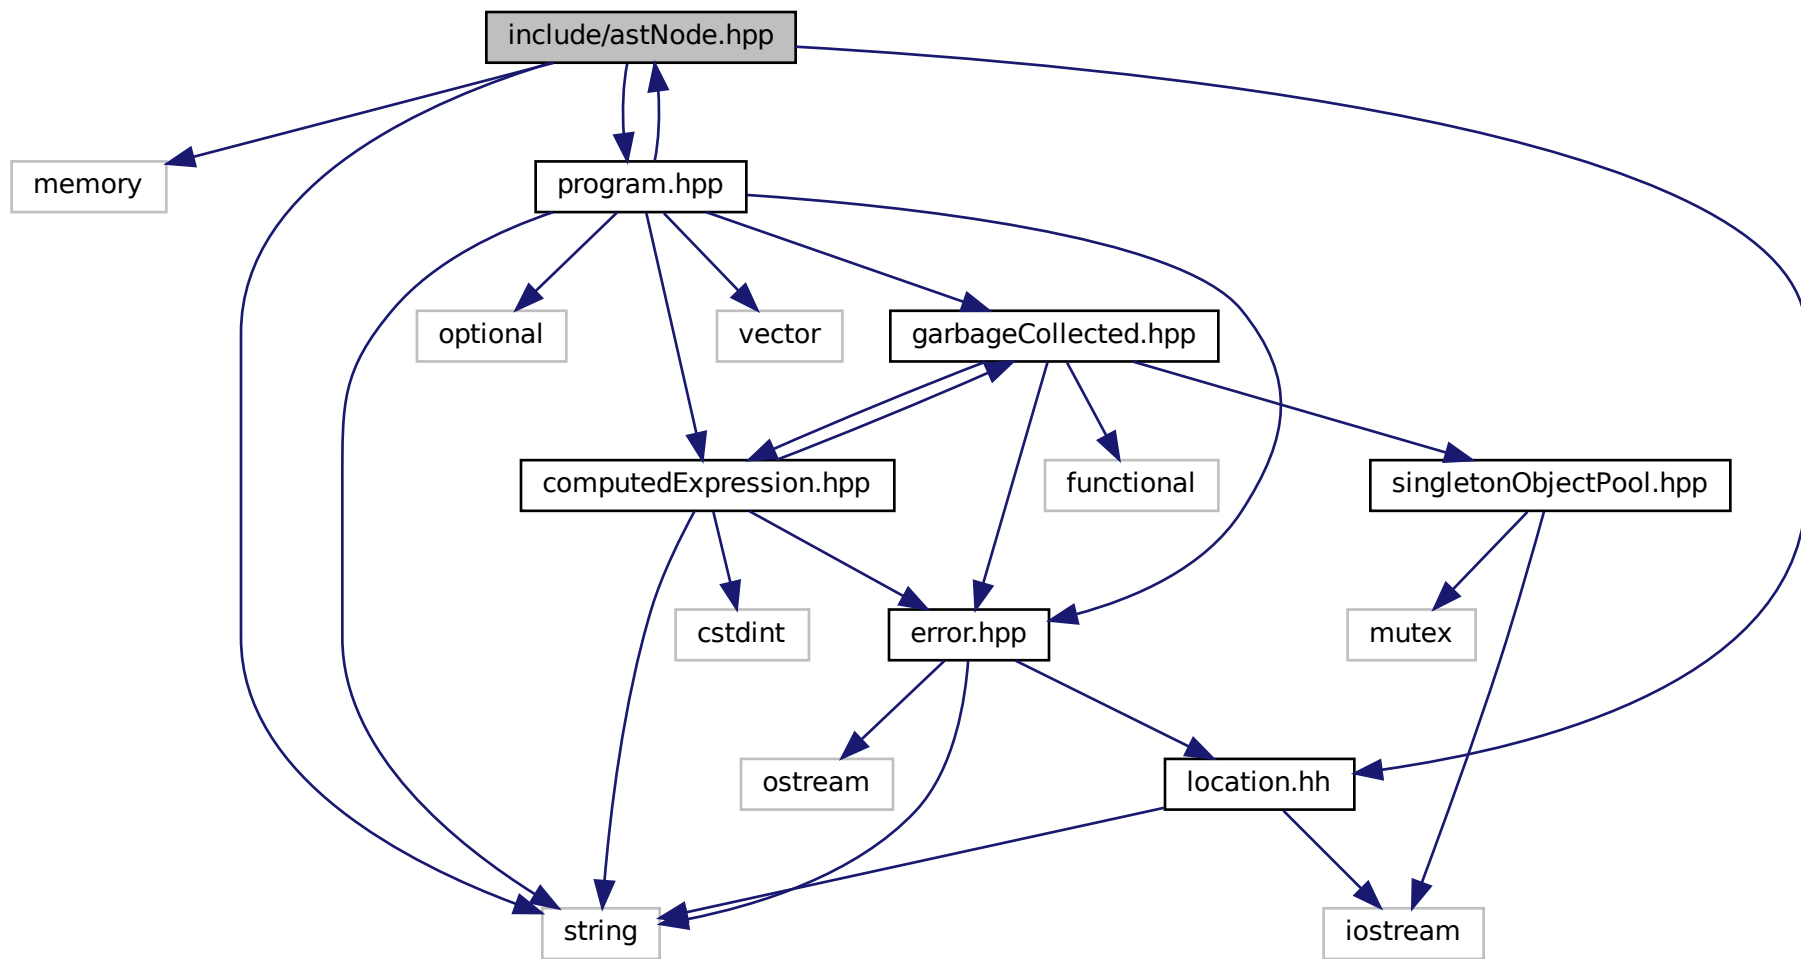 include/astNode.hpp
memory
program.hpp
optional
vector
garbageCollected.hpp
computedExpression.hpp
functional
singletonObjectPool.hpp
cstdint
error.hpp
mutex
ostream
location.hh
string
iostream